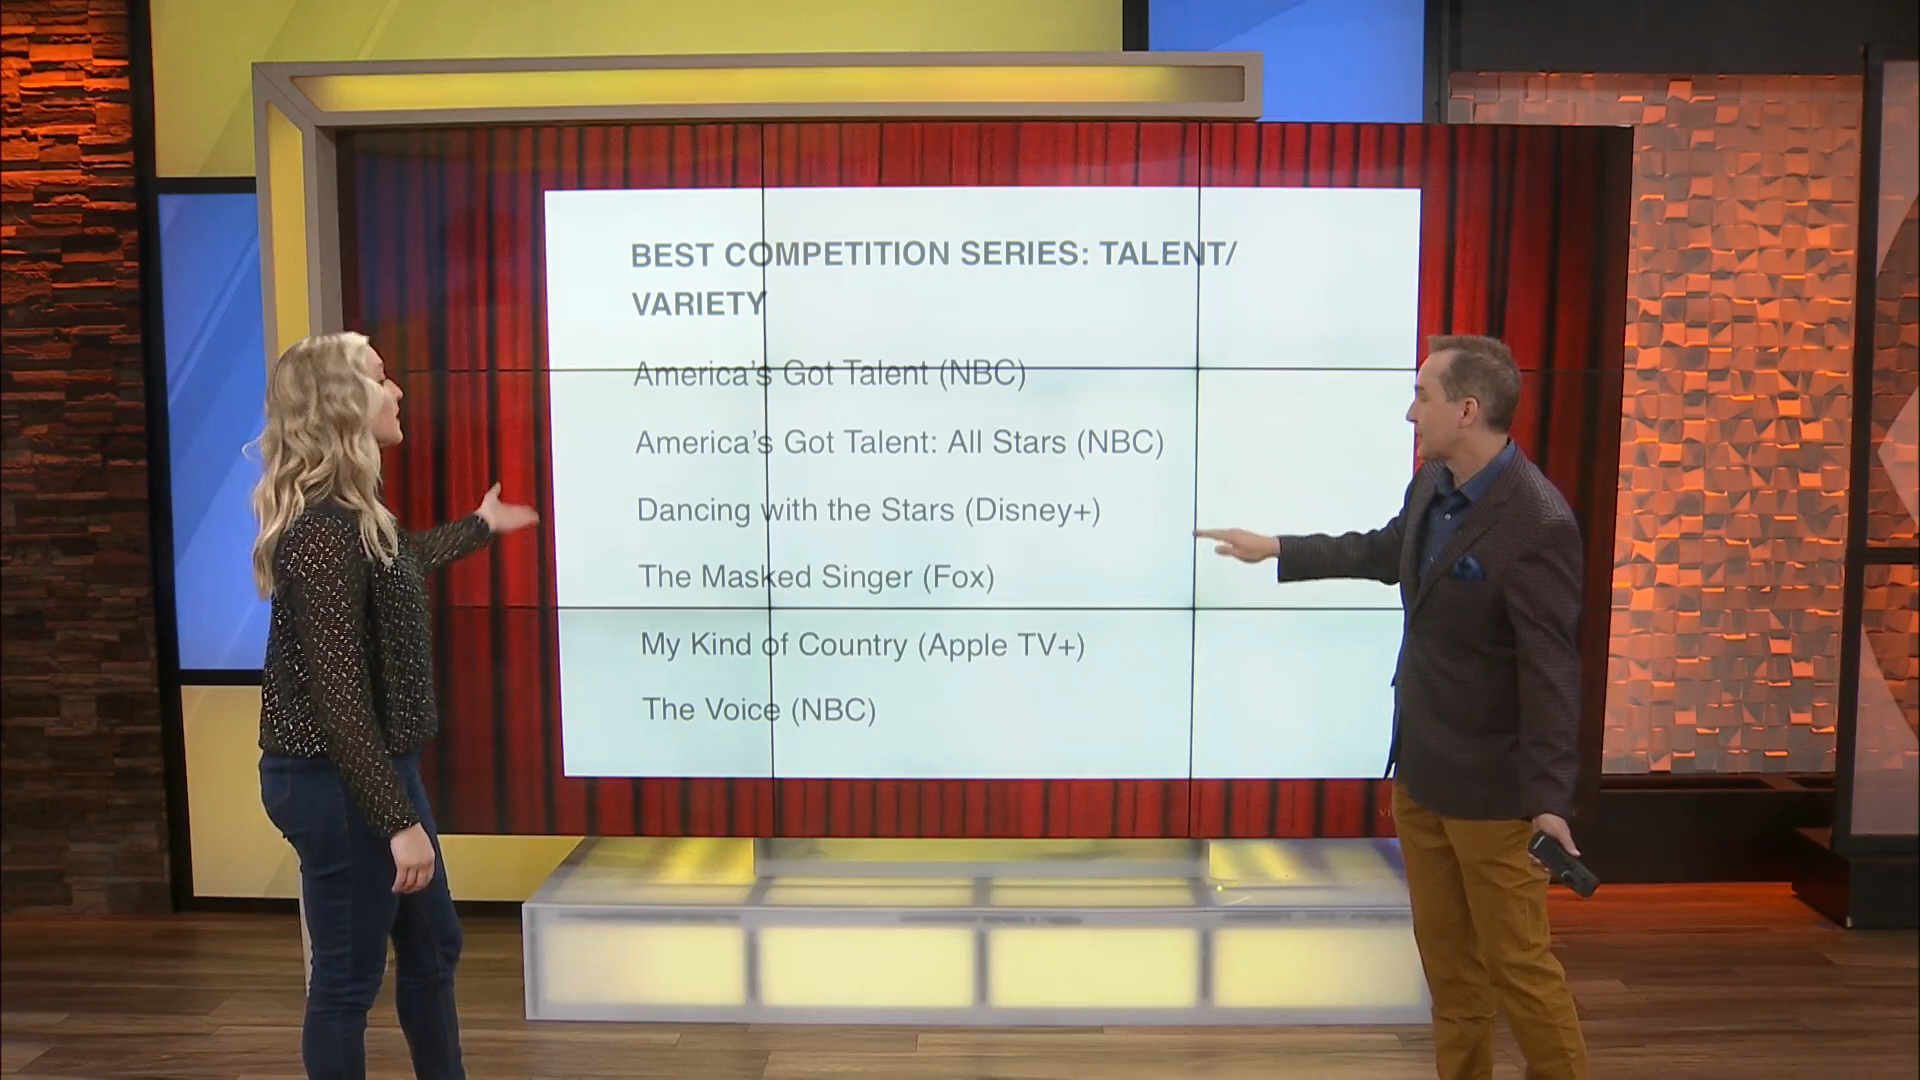 BEST COMPETITION SERIES: TALENT/
VARIETY
America's Got Talent (NBC)
America's Got Talent: All Stars (NBC)
Dancing with the Stars (Disney+)
The Masked Singer (Fox)
My Kind of Country (Apple TV+)
The Voice (NBC)